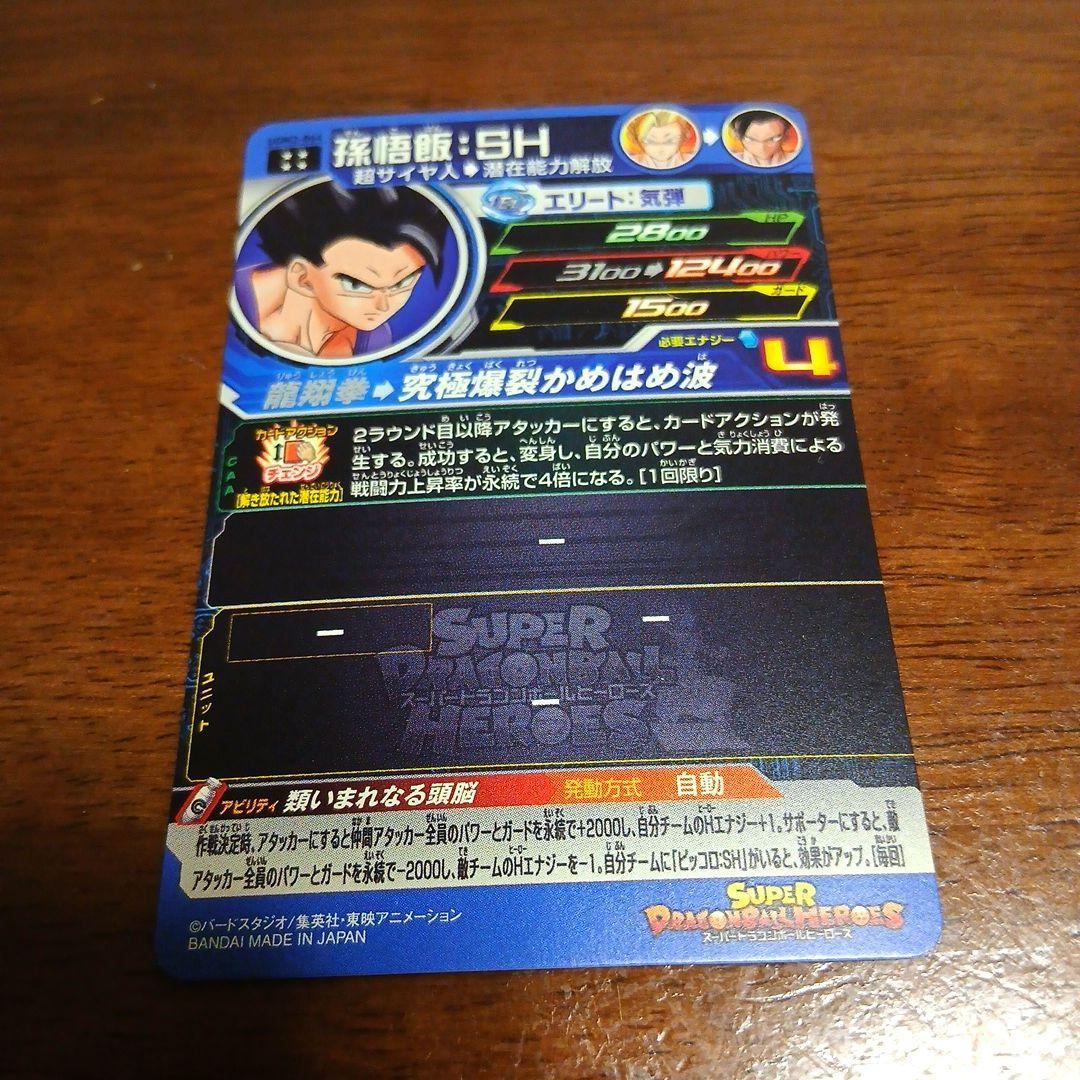 孫悟飯:SH
超サイヤ人➡潜在能力解放
エリート:気弾
HP
2800
3100➡12400
ガード
1500
必要エナジー 4
龍翔拳➡究極爆裂かめはめ波
CAA
カードアクション
チェンジ
[解き放たれた潜在能力]
2ラウンド目以降アタッカーにすると、カードアクションが発
生する。成功すると、変身し、自分のパワーと気力消費による
戦闘力上昇率が永続で4倍になる。[1回限り]
ー
ユニット
ー
ー
ー
SUPER
DRAGONBALL
スーパードラゴンボールヒーローズ
HEROES
アビリティ 類いまれなる頭脳 発動方式 自動
作戦決定時、アタッカーにすると仲間アタッカー全員のパワーとガードを永続で+2000し、自分チームのHエナジー+1。サポーターにすると、敵
アタッカー全員のパワーとガードを永続で−2000し、敵チームのHエナジーを−1。自分チームに「ピッコロ:SH」がいると、効果がアップ。[毎回]
©バードスタジオ/集英社・東映アニメーション
BANDAI MADE IN JAPAN
SUPER
DRAGONBALL HEROES
スーパードラゴンボールヒーローズ